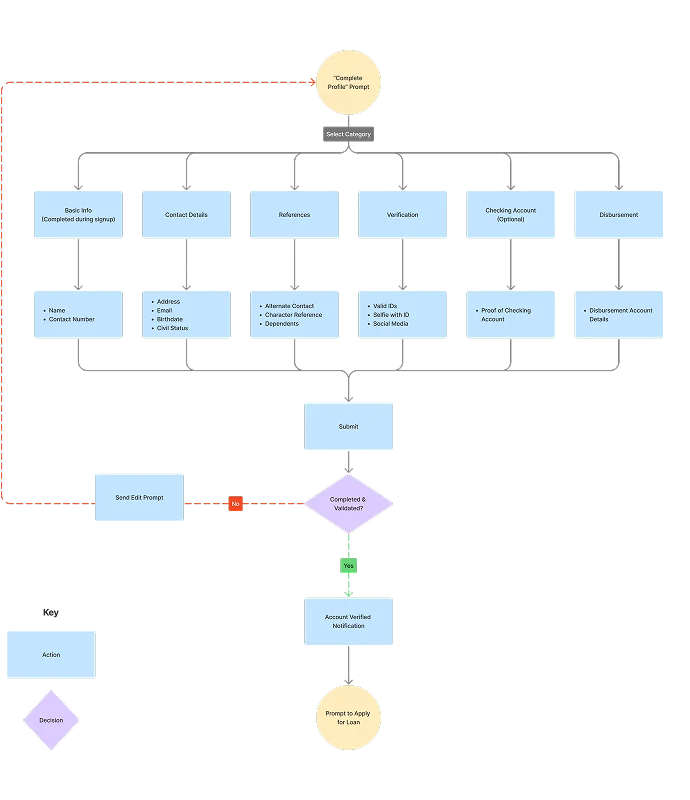 “Complete
Profile” Prompt
Select Category
Basic Info
(Completed during signup)
Contact Details
References
Verification
Checking Account
(Optional)
Disbursement
• Name
• Contact Number
• Address
• Email
• Birthdate
• Civil Status
• Alternate Contact
• Character Reference
• Dependents
• Valid IDs
• Selfie with ID
• Social Media
• Proof of Checking
Account
• Disbursement Account
Details
Submit
Send Edit Prompt
No
Completed &
Validated?
Yes
Account Verified
Notification
Key
Action
Decision
Prompt to Apply
for Loan